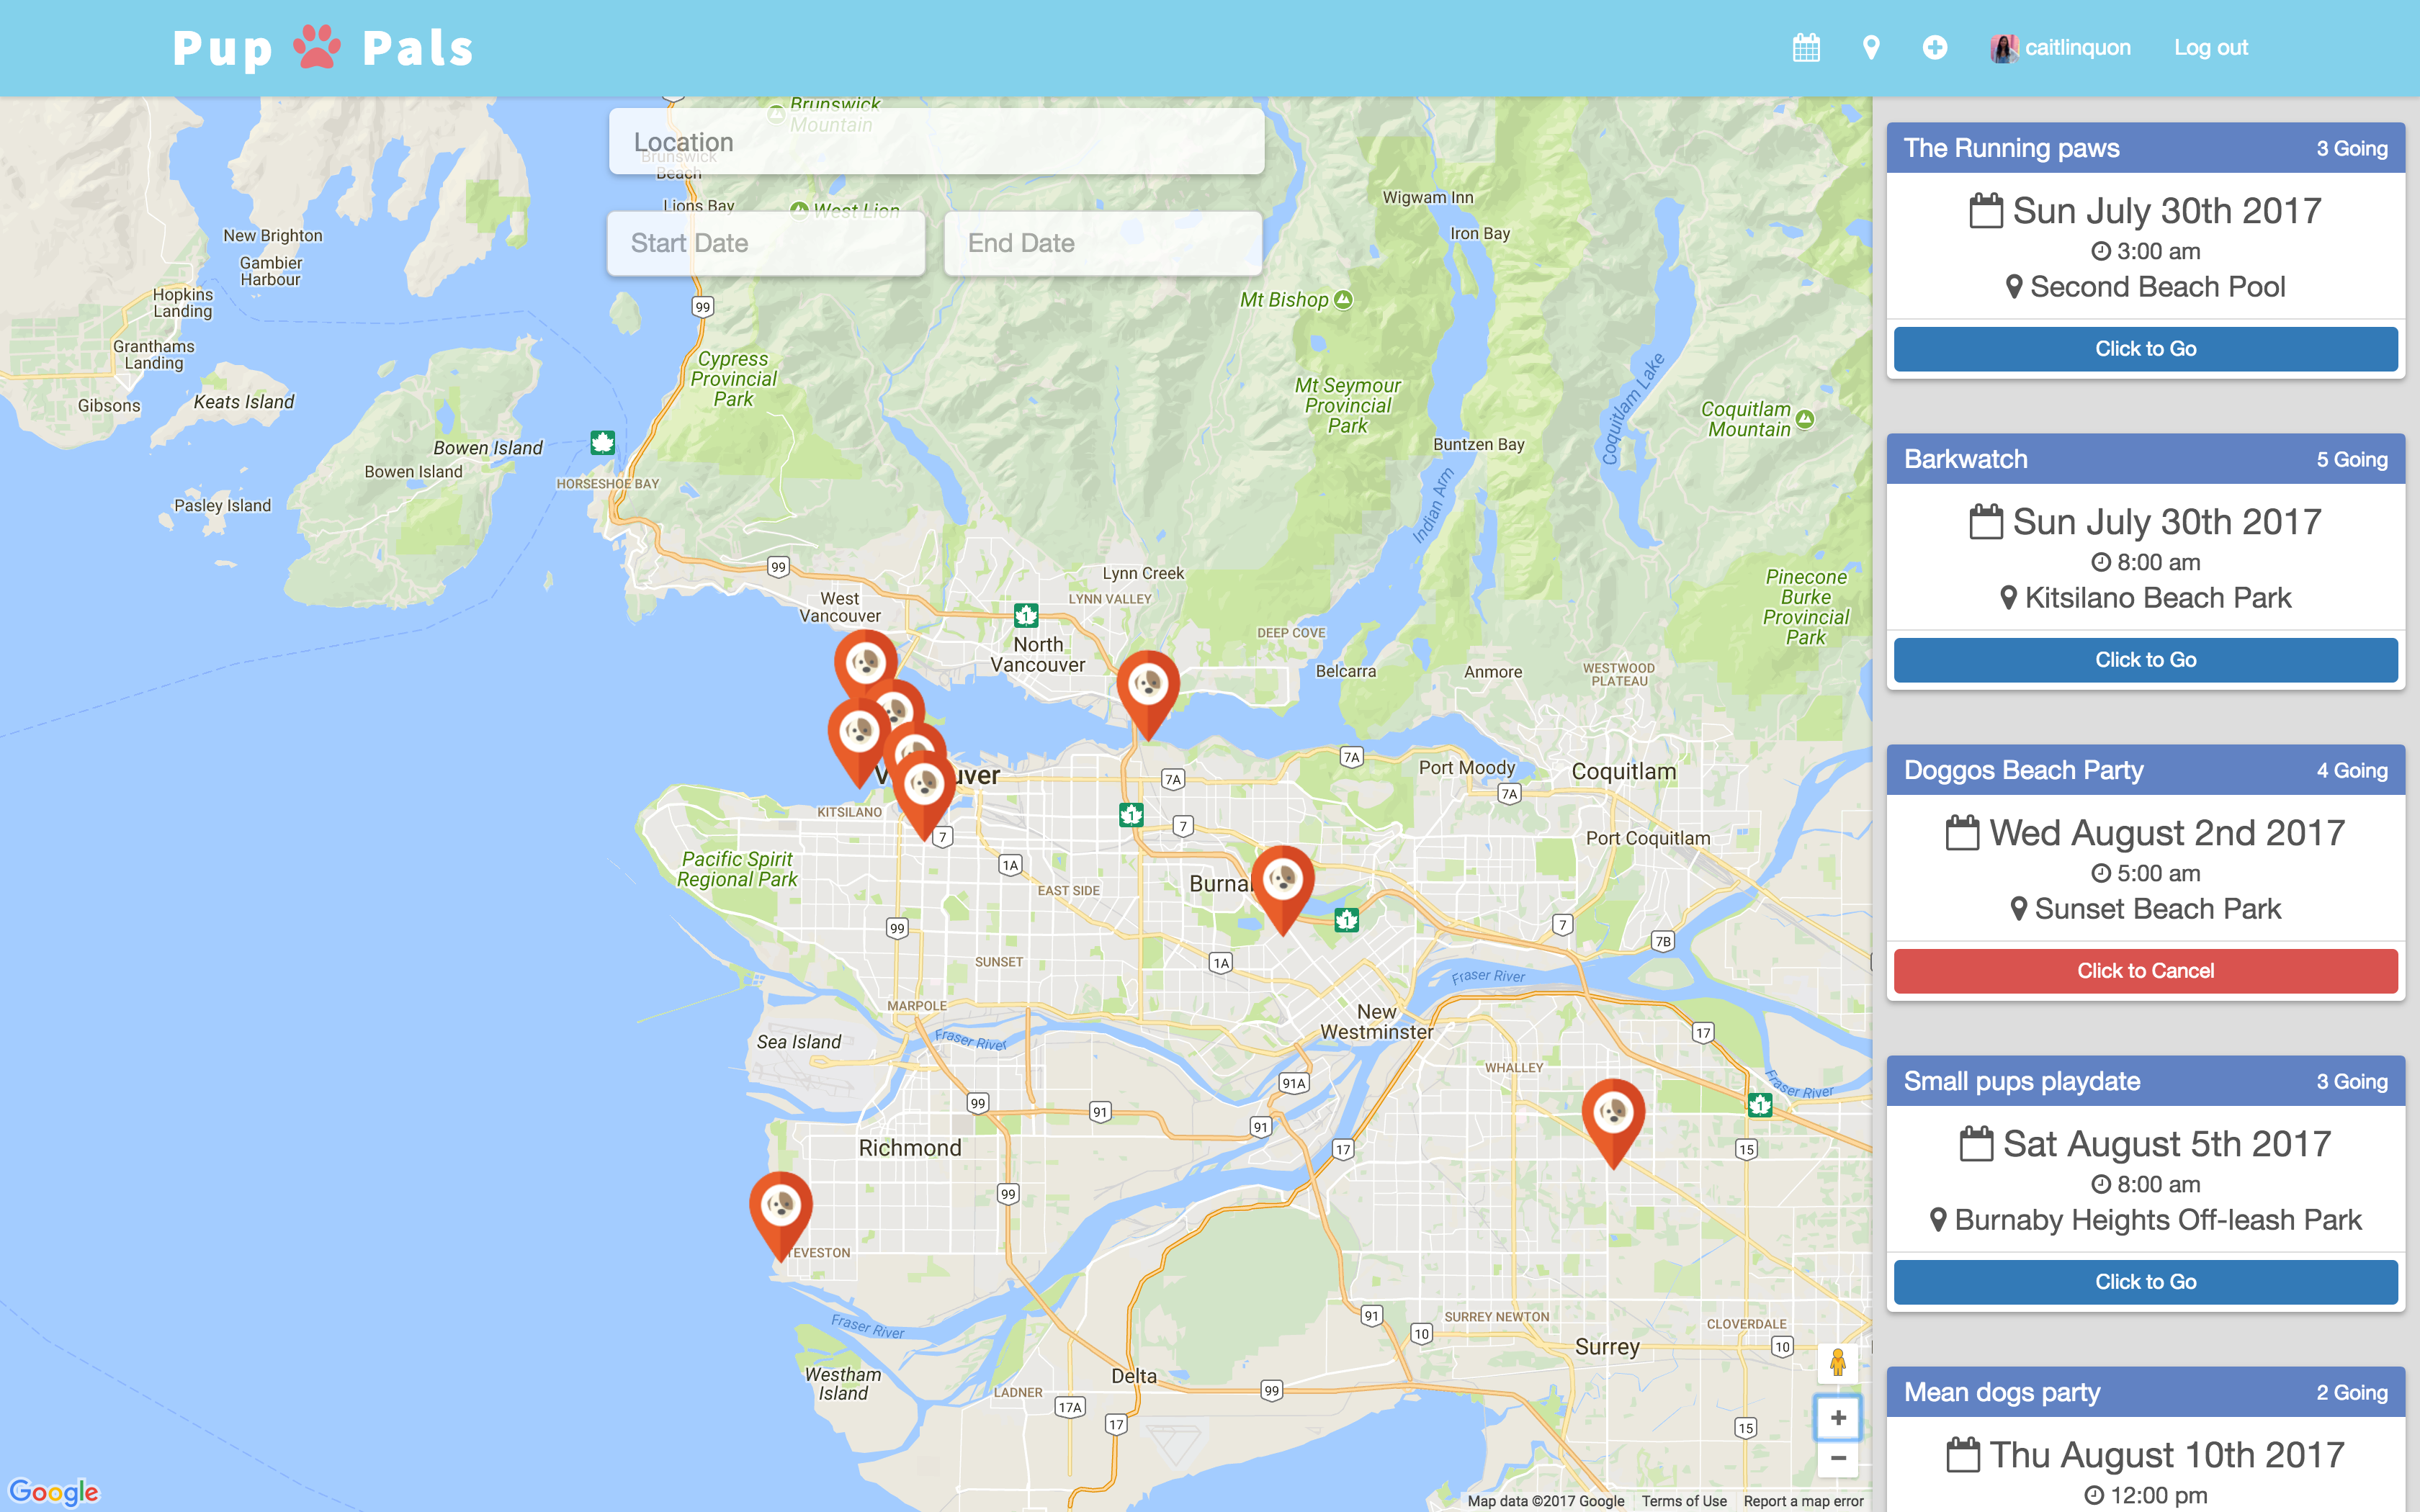 Pup Pals
caitlinquon
Log out
Location
Start Date
End Date
Brunswick
Mountain
Brunswick
Beach
Lions Bay
West Lion
New Brighton
Gambier
Harbour
Hopkins
Landing
Granthams
Landing
Gibsons
Keats Island
Bowen Island
Bowen Island
Pasley Island
HORSESHOE BAY
99
Cypress
Provincial
Park
Wigwam Inn
Iron Bay
Mt Bishop
Mt Seymour
Provincial
Park
Coquitlam Lake
Coquitlam
Mountain
Buntzen Bay
Indian Arm
Pinecone
Burke
Provincial
Park
99
West
Vancouver
Lynn Creek
LYNN VALLEY
1
North
Vancouver
DEEP COVE
Belcarra
Anmore
WESTWOOD
PLATEAU
7A
7A
7A
Port Moody
Coquitlam
Port Coquitlam
KITSILANO
7
1
7
1A
Pacific Spirit
Regional Park
EAST SIDE
1
99
SUNSET
1A
7
7B
Fraser River
MARPOLE
Sea Island
Fraser River
New
Westminster
17
WHALLEY
91A
Fraser River
1
99
91
91
17
15
Richmond
99
Fraser River
91
10
SURREY NEWTON
CLOVERDALE
10
Surrey
Westham
Island
LADNER
Delta
99
17A
17
15
Google
Map data ©2017 Google
Terms of Use
Report a map error
The Running paws
3 Going
Sun July 30th 2017
3:00 am
Second Beach Pool
Click to Go
Barkwatch
5 Going
Sun July 30th 2017
8:00 am
Kitsilano Beach Park
Click to Go
Doggos Beach Party
4 Going
Wed August 2nd 2017
5:00 am
Sunset Beach Park
Click to Cancel
Small pups playdate
3 Going
Sat August 5th 2017
8:00 am
Burnaby Heights Off-leash Park
Click to Go
Mean dogs party
2 Going
Thu August 10th 2017
12:00 pm